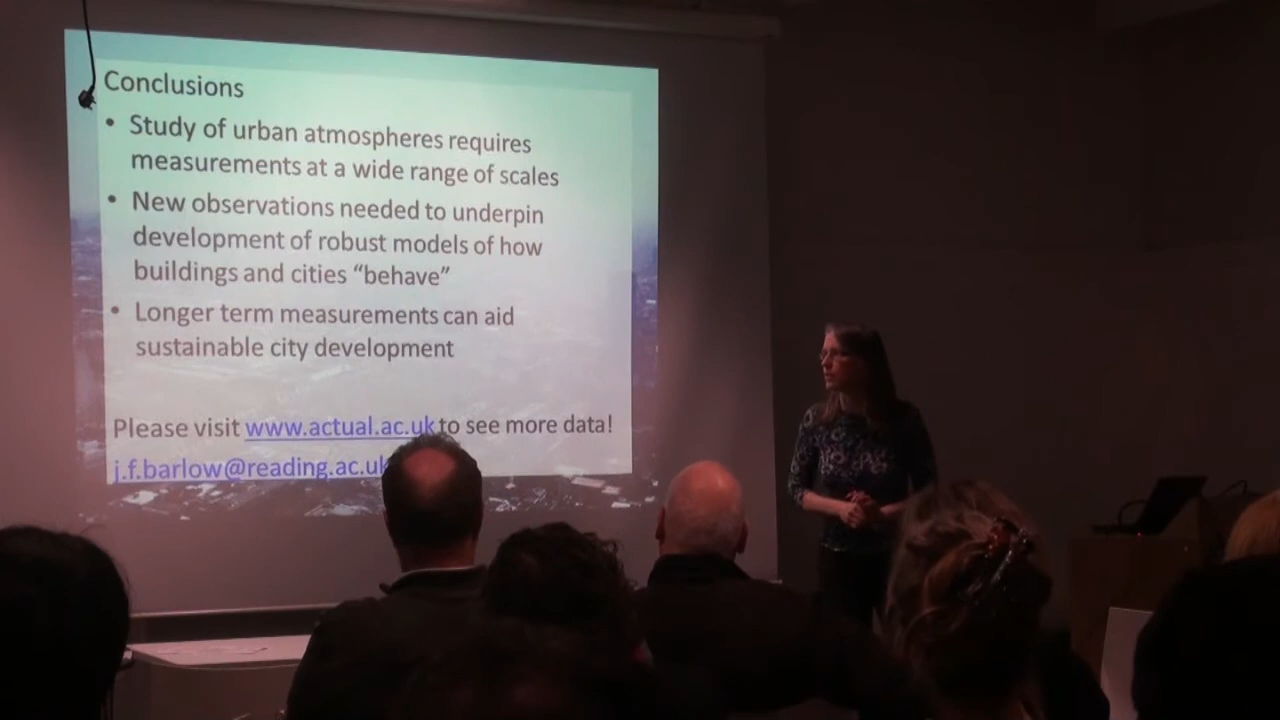 Conclusions
• Study of urban atmospheres requires
measurements at a wide range of scales
• New observations needed to underpin
development of robust models of how
buildings and cities “behave”
• Longer term measurements can aid
sustainable city development
Please visit www.actual.ac.uk to see more data!
j.f.barlow@reading.ac.uk